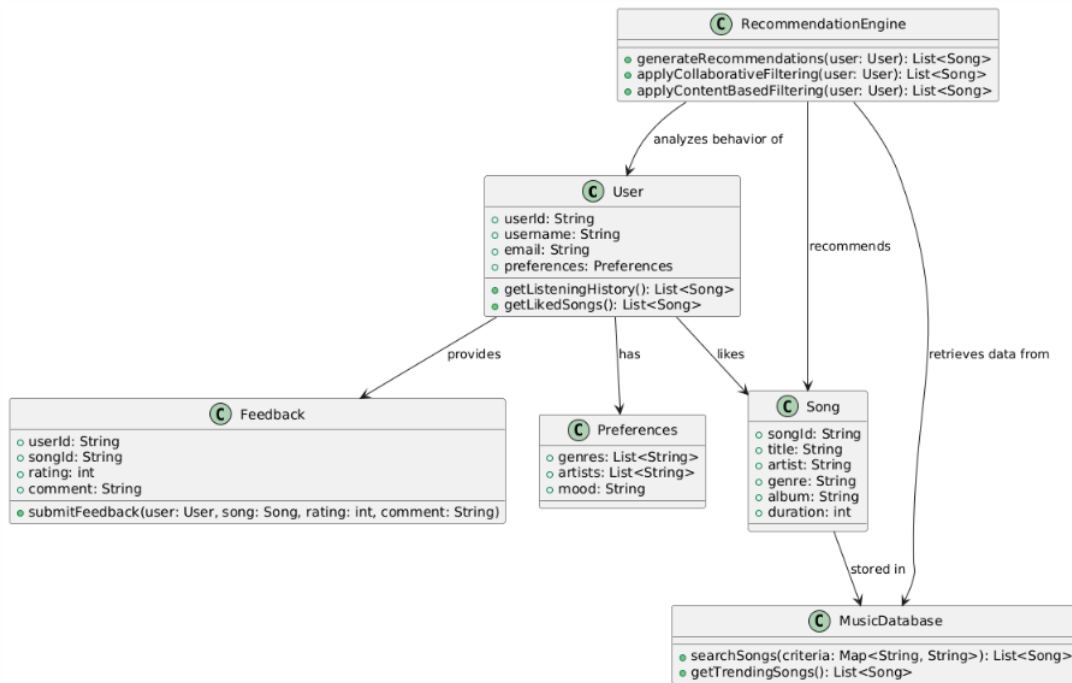 C RecommendationEngine
generateRecommendations(user: User): List<Song>
applyCollaborativeFiltering(user: User): List<Song>
applyContentBasedFiltering(user: User): List<Song>
analyzes behavior of
C User
userId: String
username: String
email: String
preferences: Preferences
getListeningHistory(): List<Song>
getLikedSongs(): List<Song>
recommends
provides
has
likes
retrieves data from
C Feedback
userId: String
songId: String
rating: int
comment: String
submitFeedback(user: User, song: Song, rating: int, comment: String)
C Preferences
genres: List<String>
artists: List<String>
mood: String
C Song
songId: String
title: String
artist: String
genre: String
album: String
duration: int
stored in
C MusicDatabase
searchSongs(criteria: Map<String, String>): List<Song>
getTrendingSongs(): List<Song>